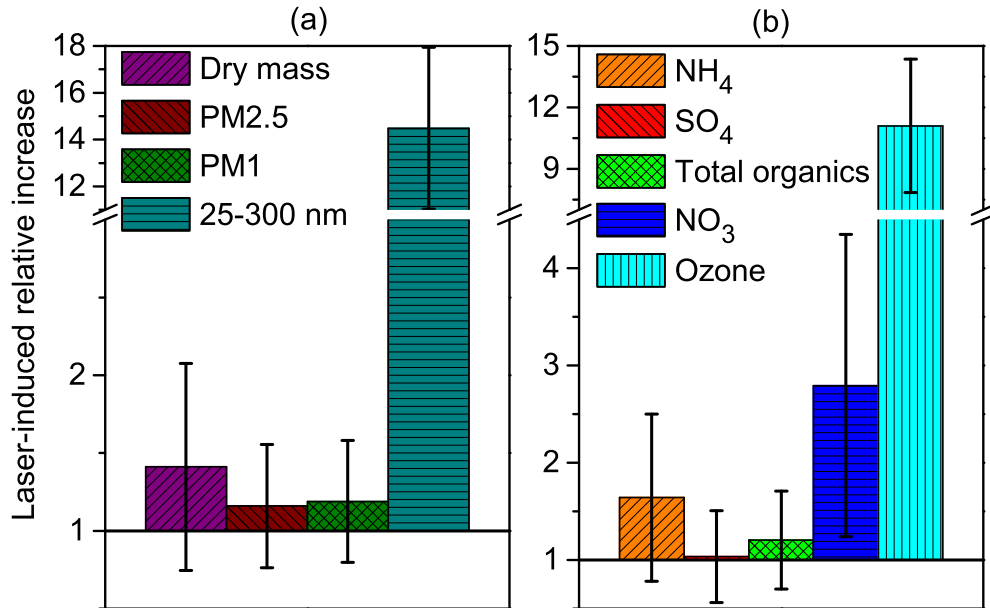 (a)
Laser-induced relative increase
18
16
14
12
2
1
Dry mass
PM2.5
PM1
25-300 nm
(b)
15
12
9
4
3
2
1
NH4
SO4
Total organics
NO3
Ozone